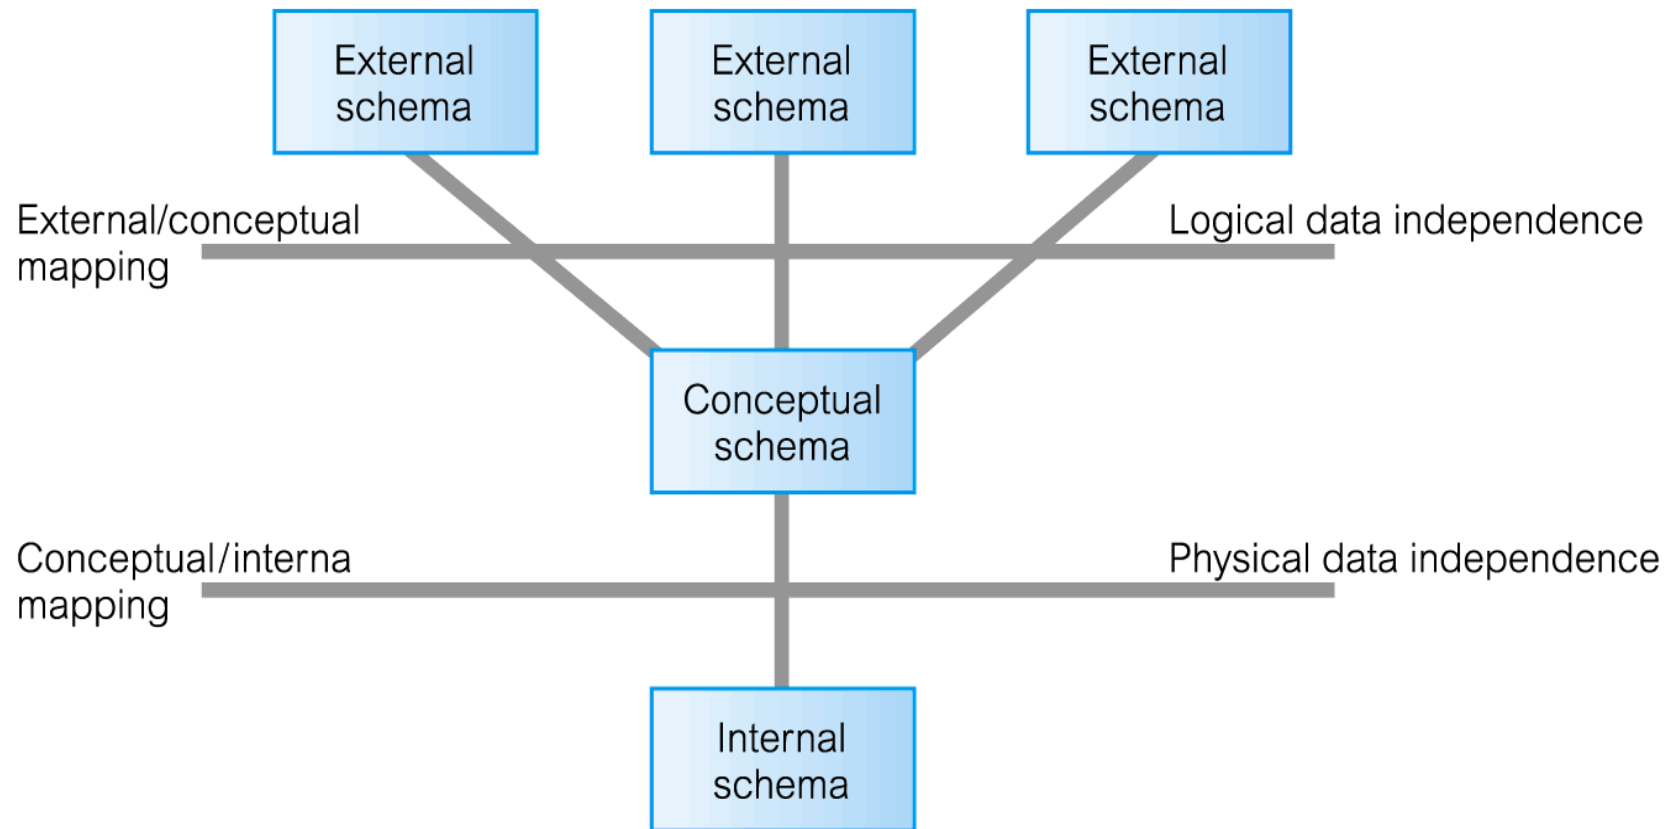 External
schema
External
schema
External
schema
External/conceptual
mapping
Logical data independence
Conceptual
schema
Conceptual/interna
mapping
Physical data independence
Internal
schema